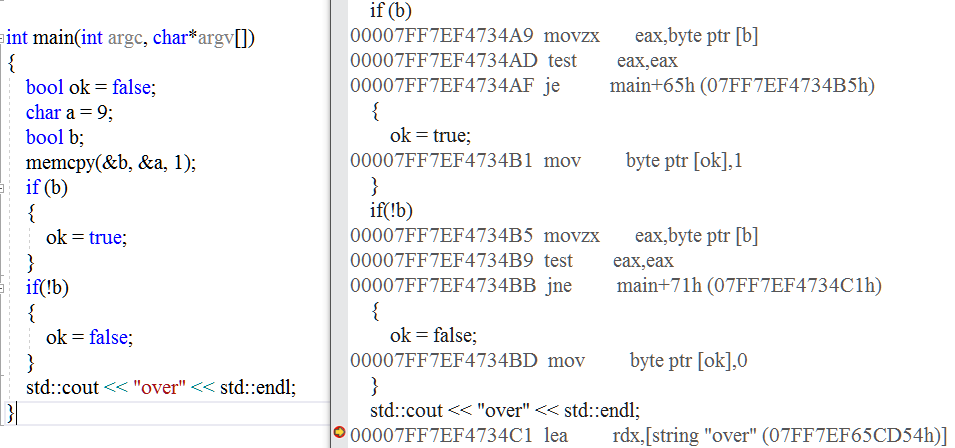 int main(int argc, char*argv[])
{
bool ok = false;
char a = 9;
bool b;
memcpy(&b, &a, 1);
if (b)
{
ok = true;
}
if(!b)
{
ok = false;
}
std::cout << "over" << std::endl;
}
if (b)
00007FF7EF4734A9 movzx eax,byte ptr [b]
00007FF7EF4734AD test eax,eax
00007FF7EF4734AF je main+65h (07FF7EF4734B5h)
{
ok = true;
00007FF7EF4734B1 mov byte ptr [ok],1
}
if(!b)
00007FF7EF4734B5 movzx eax,byte ptr [b]
00007FF7EF4734B9 test eax,eax
00007FF7EF4734BB jne main+71h (07FF7EF4734C1h)
{
ok = false;
00007FF7EF4734BD mov byte ptr [ok],0
}
std::cout << "over" << std::endl;
00007FF7EF4734C1 lea rdx,[string "over" (07FF7EF65CD54h)]